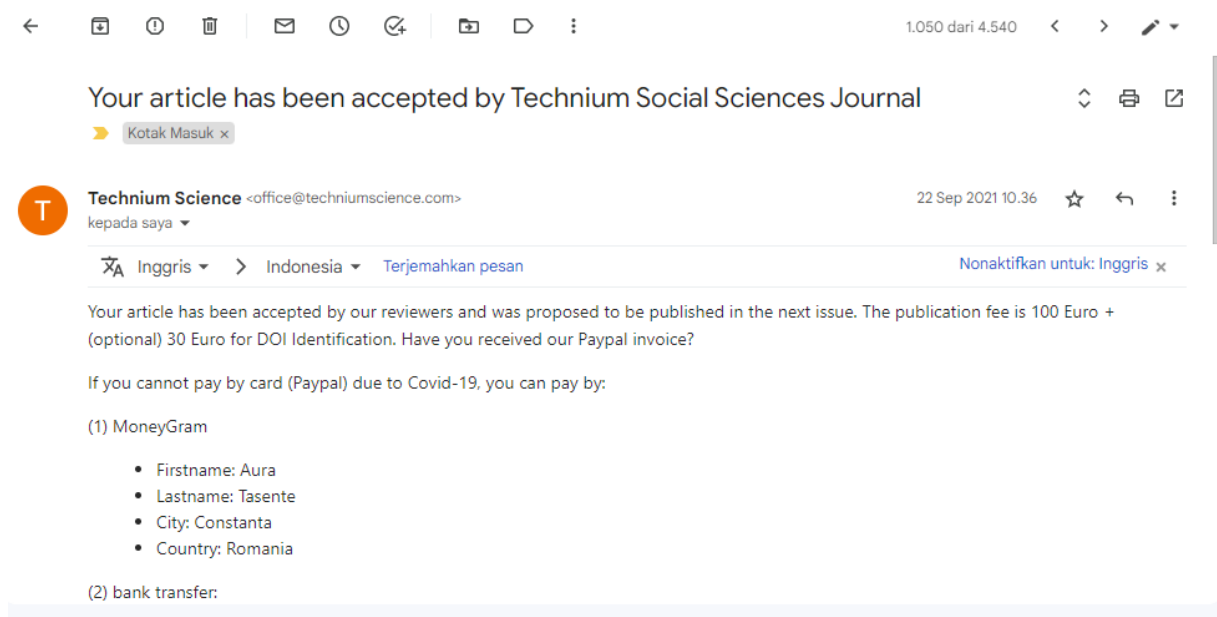 1.050 dari 4.540
Your article has been accepted by Technium Social Sciences Journal
Kotak Masuk ×
T
Technium Science <office@techniumscience.com>
22 Sep 2021 10.36
kepada saya
Inggris > Indonesia Terjemahkan pesan
Nonaktifkan untuk: Inggris ×
Your article has been accepted by our reviewers and was proposed to be published in the next issue. The publication fee is 100 Euro +
(optional) 30 Euro for DOI Identification. Have you received our Paypal invoice?
If you cannot pay by card (Paypal) due to Covid-19, you can pay by:
(1) MoneyGram
• Firstname: Aura
• Lastname: Tasente
• City: Constanta
• Country: Romania
(2) bank transfer: